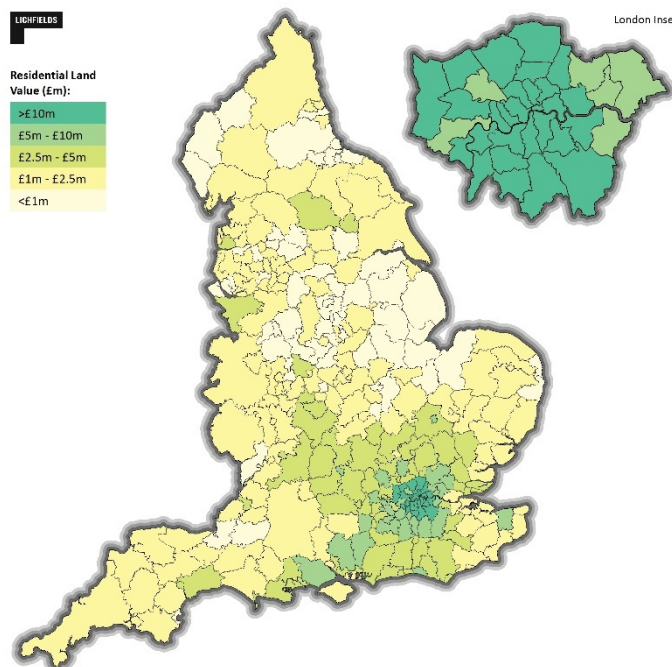 LICHFIELDS
London Inse
Residential Land
Value (£m):
>£10m
£5m - £10m
£2.5m - £5m
£1m - £2.5m
<£1m